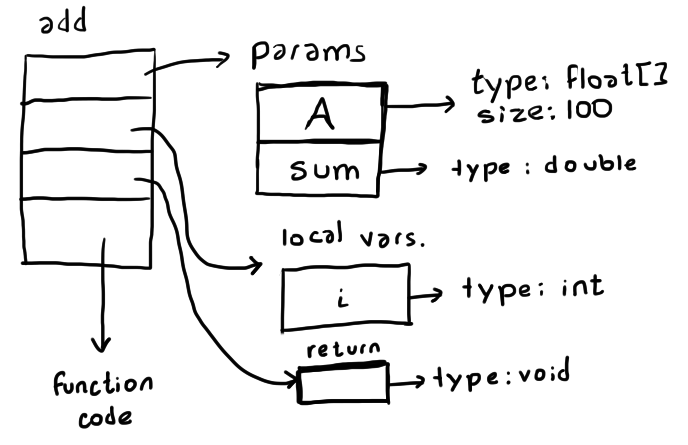 add
params
A
type: float[]
size: 100
sum
type : double
local vars.
i
type: int
return
type: void
function
code